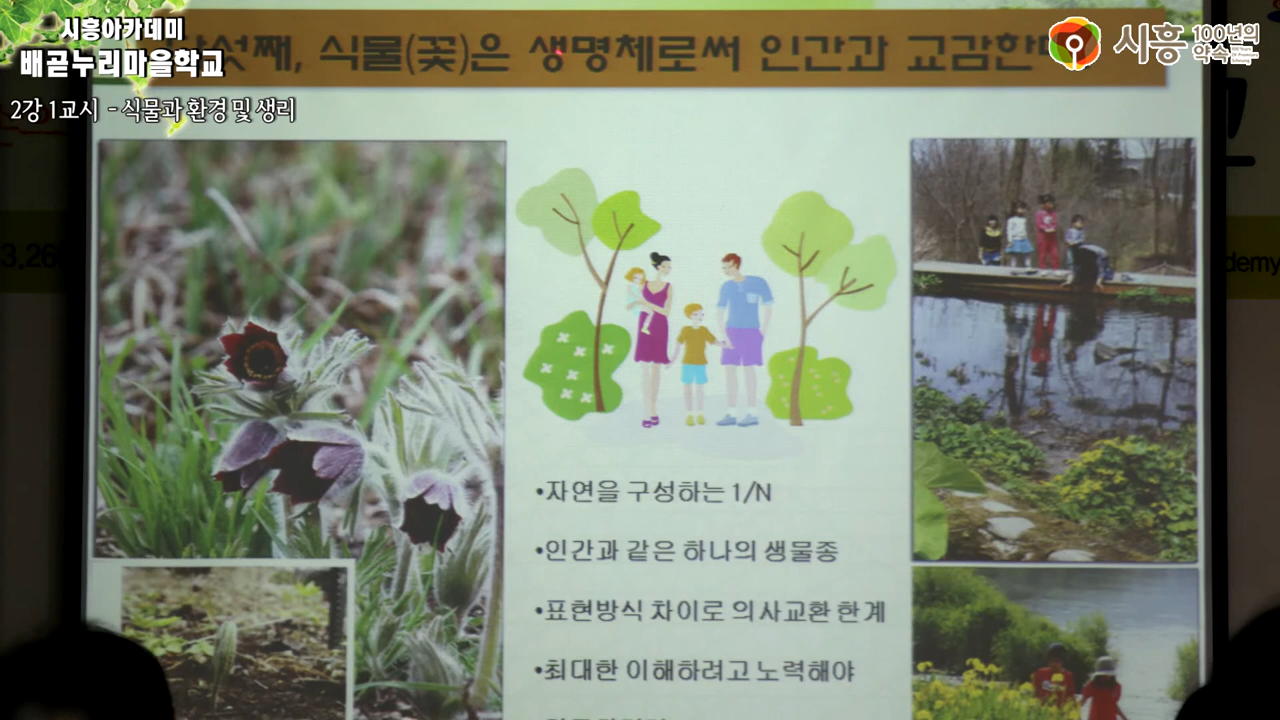 시흥아카데미
배곧누리마을학교
2강 1교시 - 식물과 환경 및 생리
시흥
100년의
약속
섯째, 식물(꽃)은 생명체로써 인간과 교감한
3.26
demy
•자연을 구성하는 1/N
•인간과 같은 하나의 생물종
•표현방식 차이로 의사교환 한계
•최대한 이해하려고 노력해야